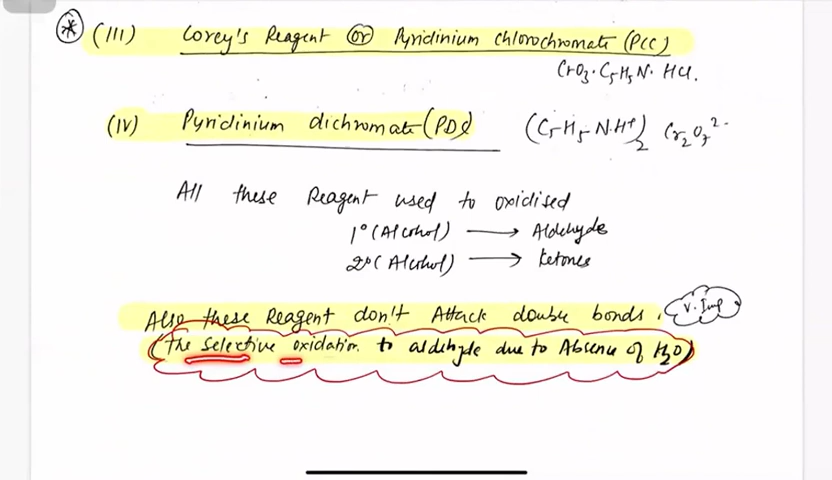 (III) Corey's Reagent or Pyridinium chlorochromate (PCC)
CrO3·C5H5N·HCl.
(IV) Pyridinium dichromate (PDC) (C5H5N·H+)2 Cr2O7 2-
All these Reagent used to oxidised
1° (Alcohol) → Aldehyde
2° (Alcohol) → Ketones
Also these Reagent don't Attack double bonds. V. Imp
(The selective oxidation to aldehyde due to Absence of H2O)